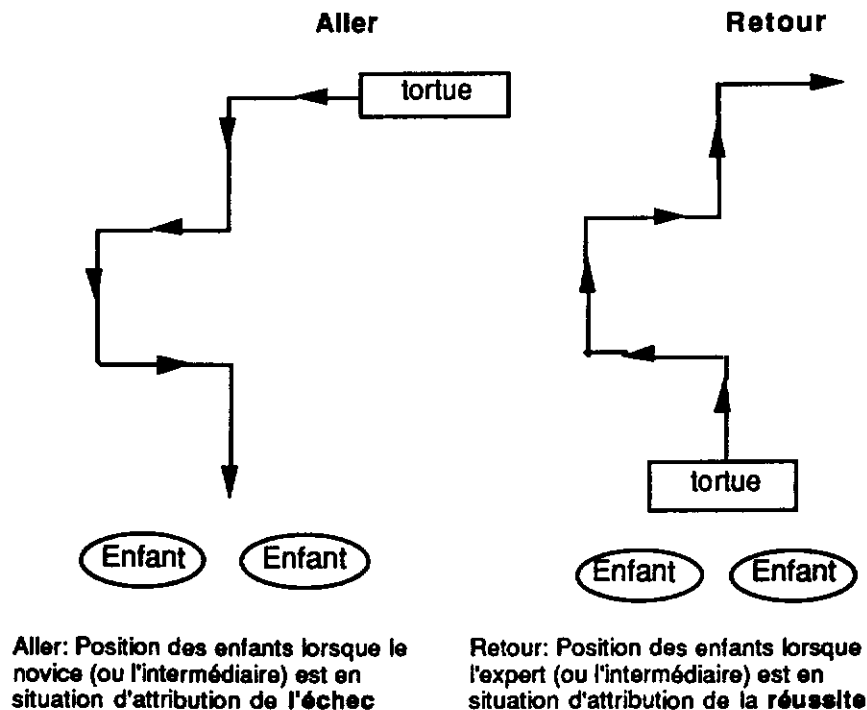 Aller
Retour
tortue
tortue
Enfant
Enfant
Enfant
Enfant
Aller: Position des enfants lorsque le
novice (ou l'intermédiaire) est en
situation d'attribution de l'échec
Retour: Position des enfants lorsque
l'expert (ou l'intermédiaire) est en
situation d'attribution de la réussite